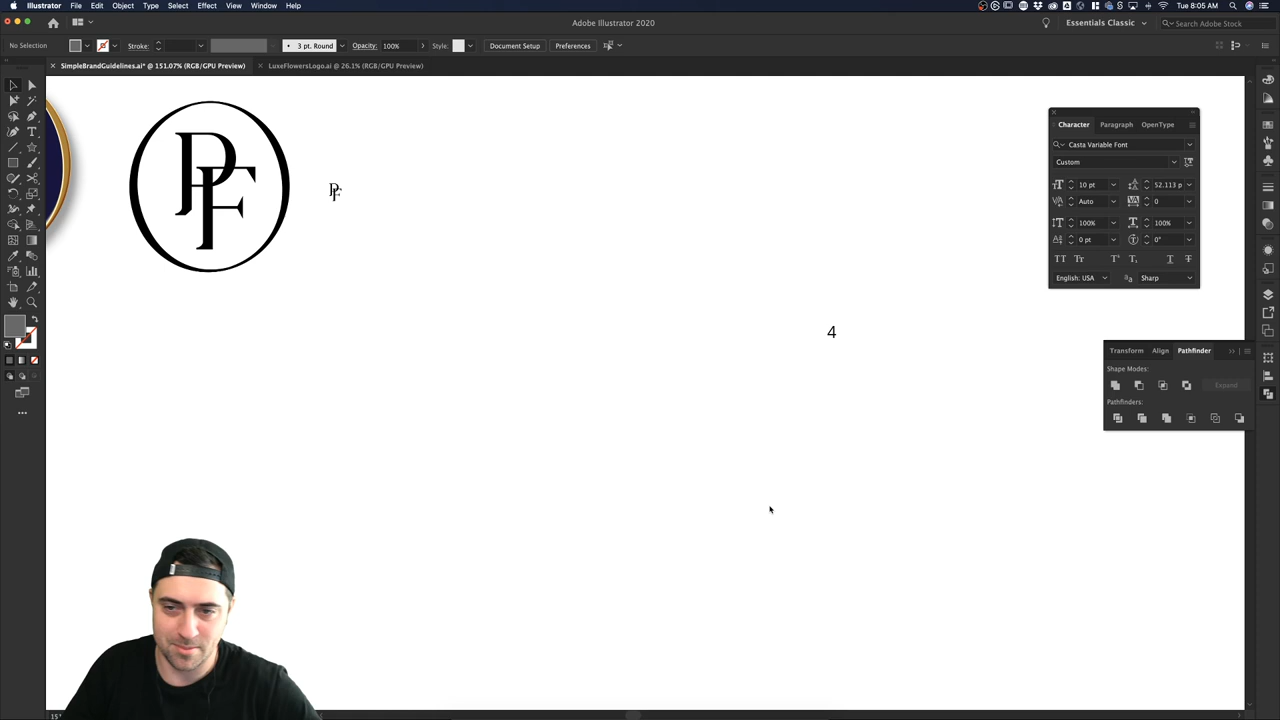 Illustrator File Edit Object Type Select Effect View Window Help Tue 8:05 AM
Adobe Illustrator 2020 Essentials Classic Search Adobe Stock
No Selection Stroke: 3 pt. Round Opacity: 100% Style: Document Setup Preferences
SimpleBrandGuidelines.ai* @ 151.07% (RGB/GPU Preview) LuxeFlowersLogo.ai @ 26.1% (RGB/GPU Preview)
PF
PF
4
Character Paragraph OpenType
Casta Variable Font
Custom
10 pt 52.113 p
Auto 0
100% 100%
0 pt 0°
English: USA Sharp
Transform Align Pathfinder
Shape Modes:
Expand
Pathfinders: